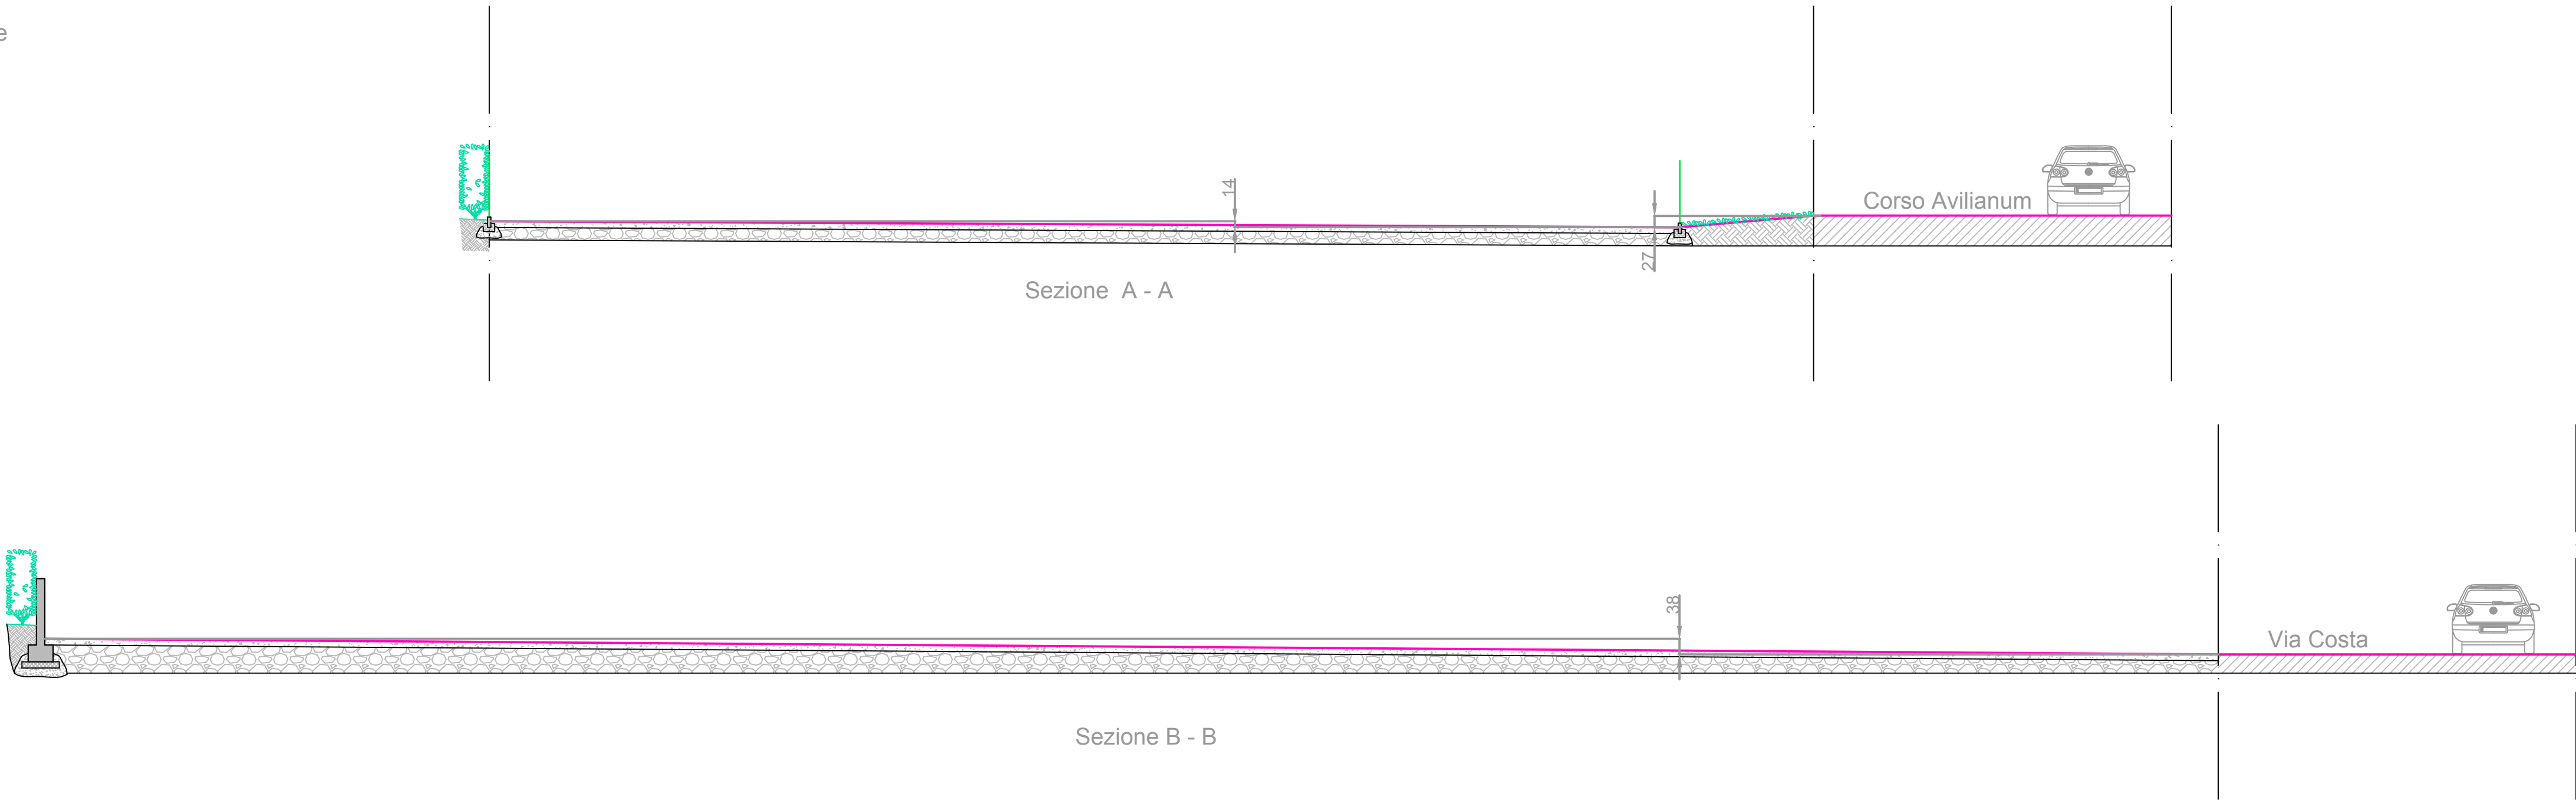 e
14
Corso Avilianum
27
Sezione A - A
38
Via Costa
Sezione B - B